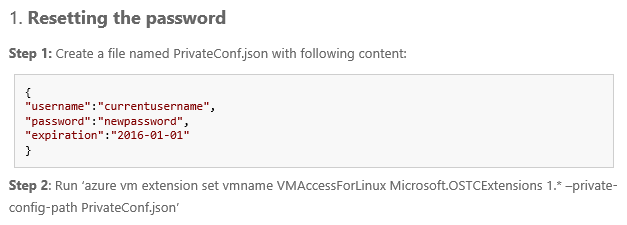 1. Resetting the password
Step 1: Create a file named PrivateConf.json with following content:
{
"username":"currentusername",
"password":"newpassword",
"expiration":"2016-01-01"
}
Step 2: Run ‘azure vm extension set vmname VMAccessForLinux Microsoft.OSTCExtensions 1.* –private-
config-path PrivateConf.json’